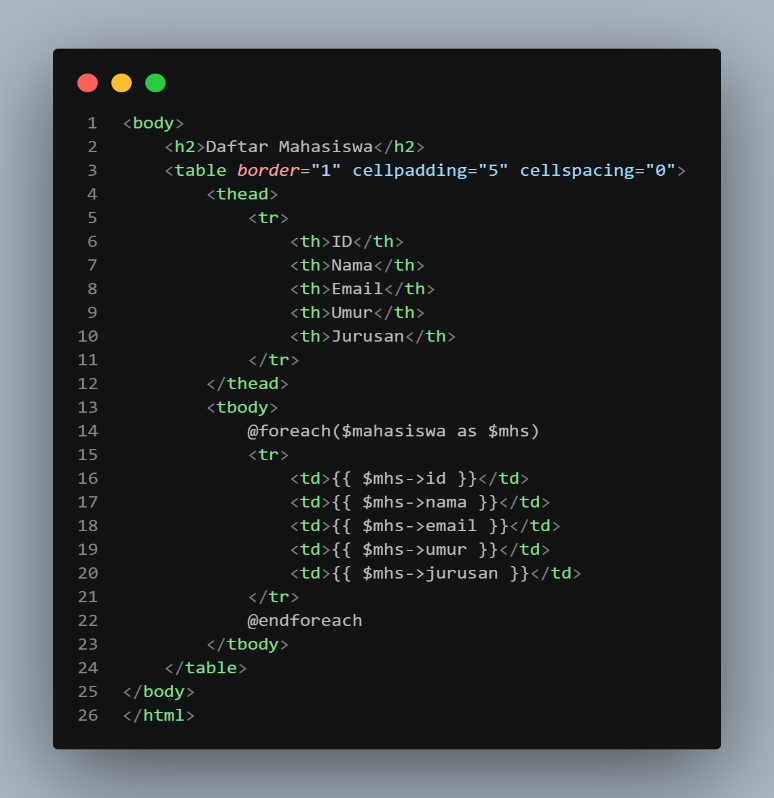 1 <body>
2     <h2>Daftar Mahasiswa</h2>
3     <table border="1" cellpadding="5" cellspacing="0">
4         <thead>
5             <tr>
6                 <th>ID</th>
7                 <th>Nama</th>
8                 <th>Email</th>
9                 <th>Umur</th>
10                 <th>Jurusan</th>
11             </tr>
12         </thead>
13         <tbody>
14             @foreach($mahasiswa as $mhs)
15             <tr>
16                 <td>{{ $mhs->id }}</td>
17                 <td>{{ $mhs->nama }}</td>
18                 <td>{{ $mhs->email }}</td>
19                 <td>{{ $mhs->umur }}</td>
20                 <td>{{ $mhs->jurusan }}</td>
21             </tr>
22             @endforeach
23         </tbody>
24     </table>
25 </body>
26 </html>